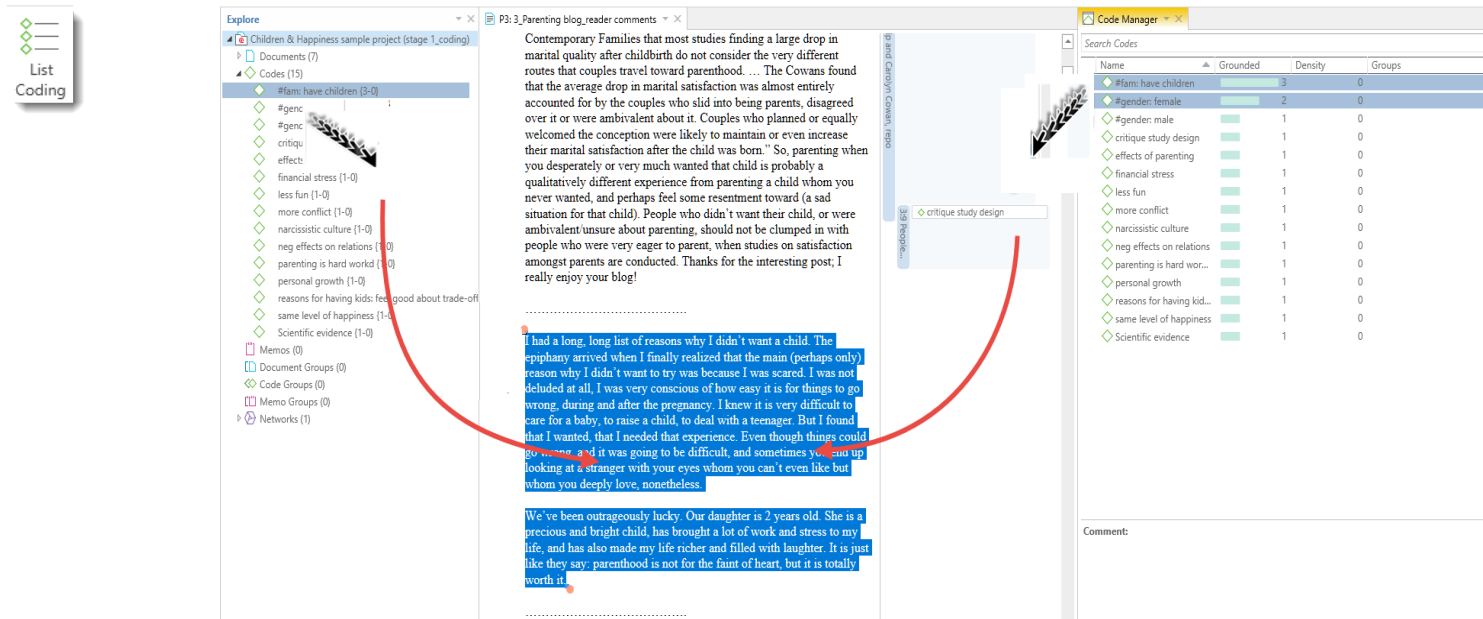 List
Coding
Explore
Children & Happiness sample project (stage 1_coding)
Documents (7)
Codes (15)
#fam: have children {3-0}
#genc
#genc
critiqu
effects
financial stress {1-0}
less fun {1-0}
more conflict {1-0}
narcissistic culture {1-0}
neg effects on relations {1-0}
parenting is hard workd {1-0}
personal growth {1-0}
reasons for having kids: feel good about trade-off
same level of happiness {1-0}
Scientific evidence {1-0}
Memos (0)
Document Groups (0)
Code Groups (0)
Memo Groups (0)
Networks (1)
P3: 3_Parenting blog_reader comments
Contemporary Families that most studies finding a large drop in
marital quality after childbirth do not consider the very different
routes that couples travel toward parenthood. … The Cowans found
that the average drop in marital satisfaction was almost entirely
accounted for by the couples who slid into being parents, disagreed
over it or were ambivalent about it. Couples who planned or equally
welcomed the conception were likely to maintain or even increase
their marital satisfaction after the child was born.” So, parenting when
you desperately or very much wanted that child is probably a
qualitatively different experience from parenting a child whom you
never wanted, and perhaps feel some resentment toward (a sad
situation for that child). People who didn’t want their child, or were
ambivalent/unsure about parenting, should not be clumped in with
people who were very eager to parent, when studies on satisfaction
amongst parents are conducted. Thanks for the interesting post; I
really enjoy your blog!
........................................
I had a long, long list of reasons why I didn’t want a child. The
epiphany arrived when I finally realized that the main (perhaps only)
reason why I didn’t want to try was because I was scared. I was not
deluded at all, I was very conscious of how easy it is for things to go
wrong, during and after the pregnancy. I knew it is very difficult to
care for a baby, to raise a child, to deal with a teenager. But I found
that I wanted, that I needed that experience. Even though things could
go wrong, and it was going to be difficult, and sometimes you end up
looking at a stranger with your eyes whom you can’t even like but
whom you deeply love, nonetheless.
We’ve been outrageously lucky. Our daughter is 2 years old. She is a
precious and bright child, has brought a lot of work and stress to my
life, and has also made my life richer and filled with laughter. It is just
like they say: parenthood is not for the faint of heart, but it is totally
worth it.
........................................
p and Carolyn Cowan, repo
3:9 People...
critique study design
Code Manager
Search Codes
Name Grounded Density Groups
#fam: have children 3 0
#gender: female 2 0
#gender: male 1 0
critique study design 1 0
effects of parenting 1 0
financial stress 1 0
less fun 1 0
more conflict 1 0
narcissistic culture 1 0
neg effects on relations 1 0
parenting is hard wor... 1 0
personal growth 1 0
reasons for having kid... 1 0
same level of happiness 1 0
Scientific evidence 1 0
Comment: